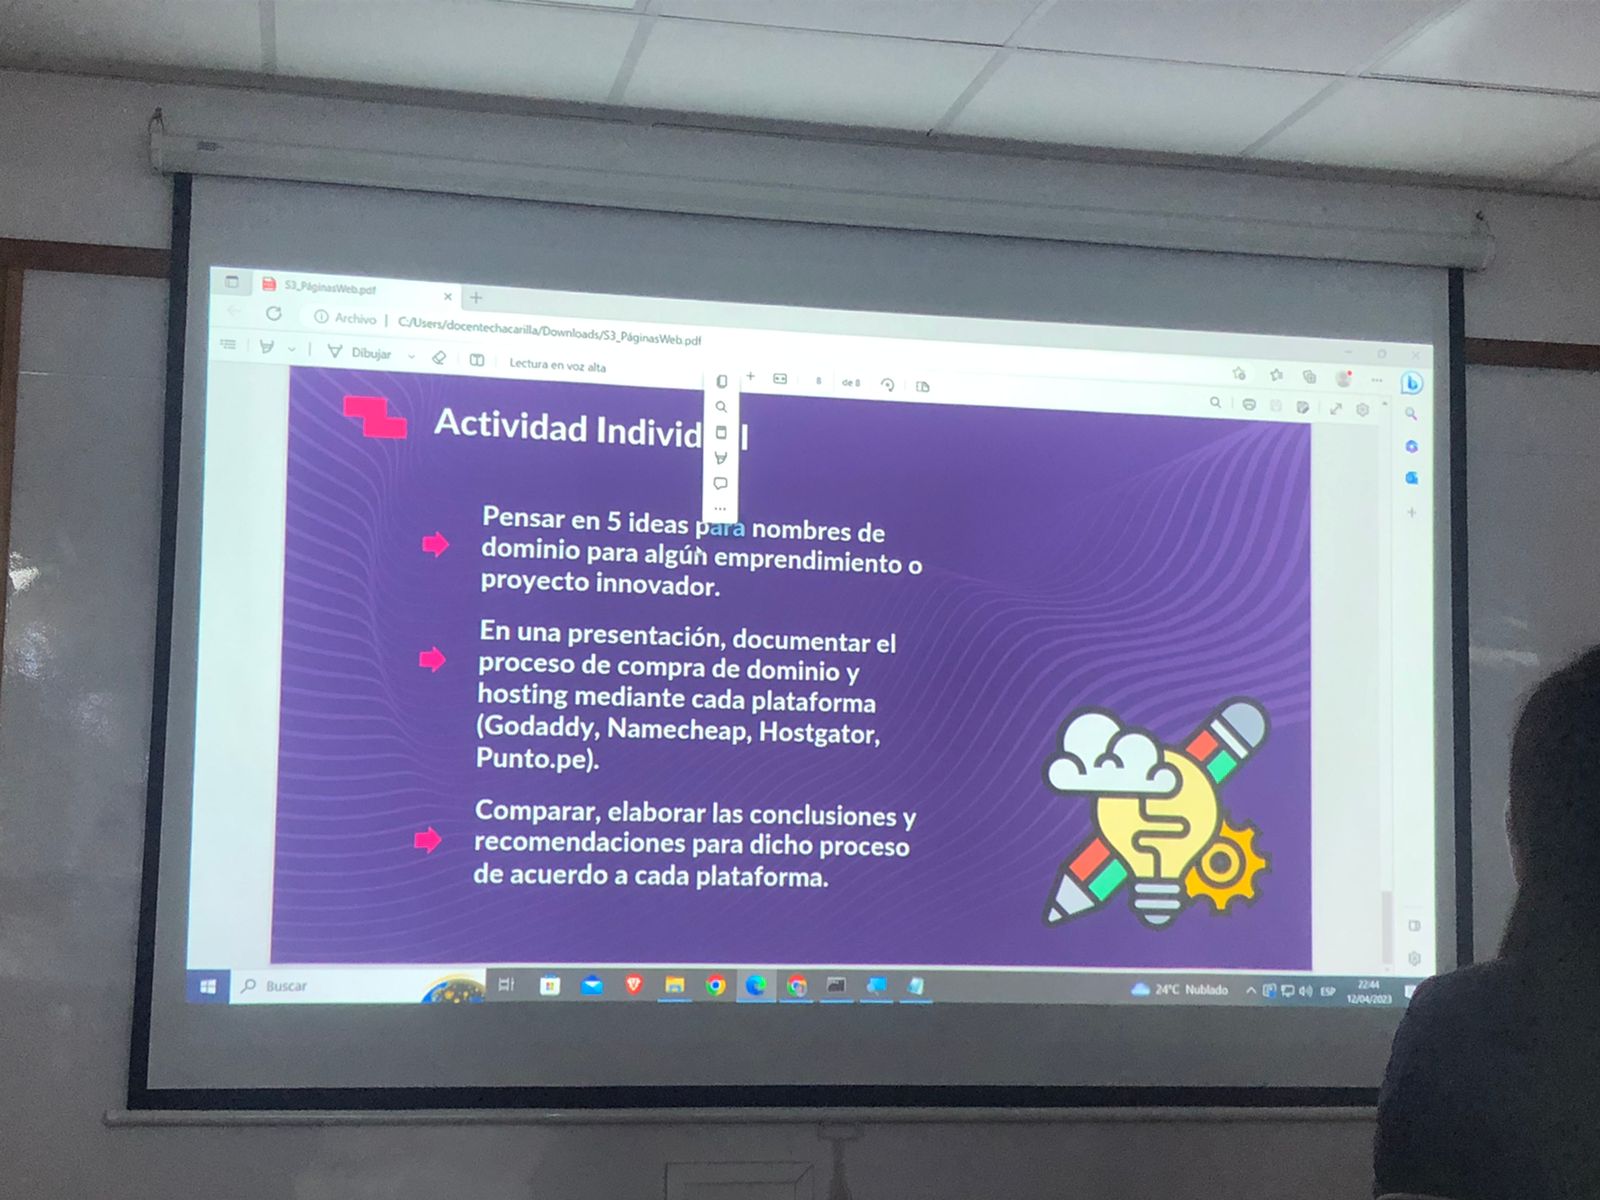 S3_PáginasWeb.pdf
Archivo | C:/Users/docentechacarilla/Downloads/S3_PáginasWeb.pdf
Dibujar
Lectura en voz alta
8 de 8
Actividad Individ l
Pensar en 5 ideas para nombres de
dominio para algún emprendimiento o
proyecto innovador.
En una presentación, documentar el
proceso de compra de dominio y
hosting mediante cada plataforma
(Godaddy, Namecheap, Hostgator,
Punto.pe).
Comparar, elaborar las conclusiones y
recomendaciones para dicho proceso
de acuerdo a cada plataforma.
Buscar
24°C Nublado
ESP
22:44
12/04/2023